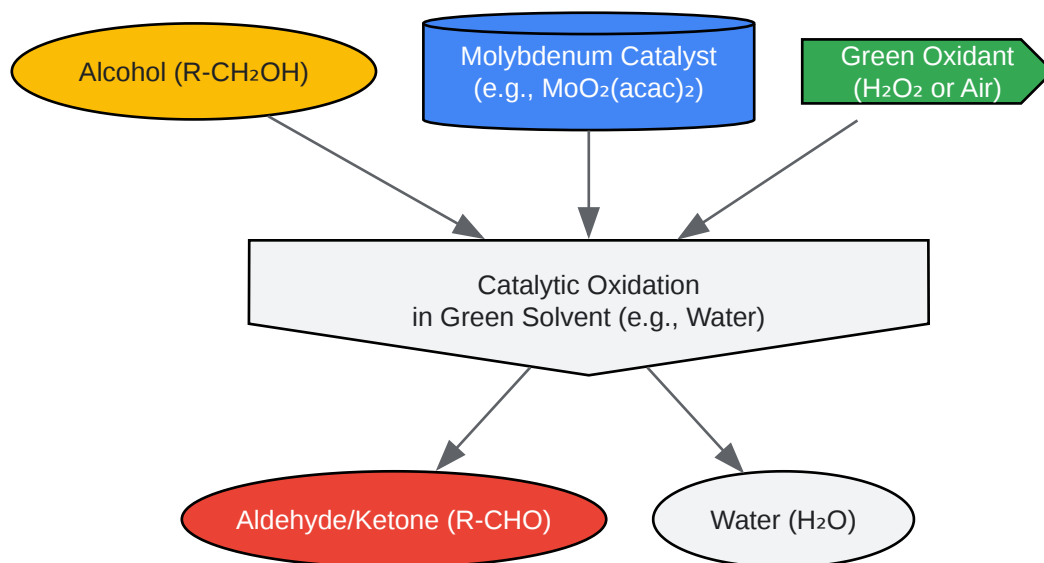 Alcohol (R-CH₂OH)
Molybdenum Catalyst
(e.g., MoO₂(acac)₂)
Green Oxidant
(H₂O₂ or Air)
Catalytic Oxidation
in Green Solvent (e.g., Water)
Aldehyde/Ketone (R-CHO)
Water (H₂O)